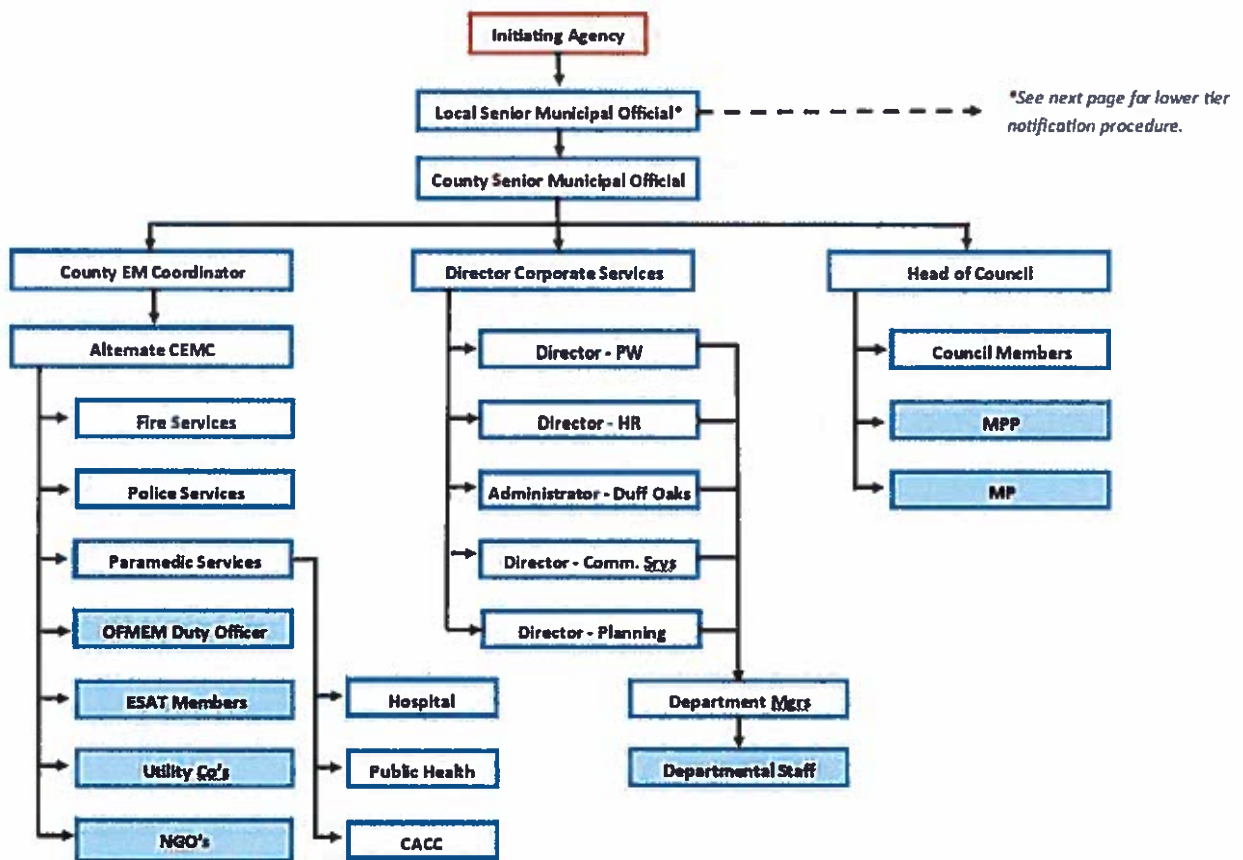 Initiating Agency
Local Senior Municipal Official*
*See next page for lower tier
notification procedure.
County Senior Municipal Official
County EM Coordinator
Director Corporate Services
Head of Council
Alternate CEMC
Director - PW
Council Members
Fire Services
Director - HR
MPP
Police Services
Administrator - Duff Oaks
MP
Paramedic Services
Director - Comm. Srvs
OFMEM Duty Officer
Director - Planning
ESAT Members
Hospital
Department Mgrs
Utility Co's
Public Health
Departmental Staff
NGO's
CACC